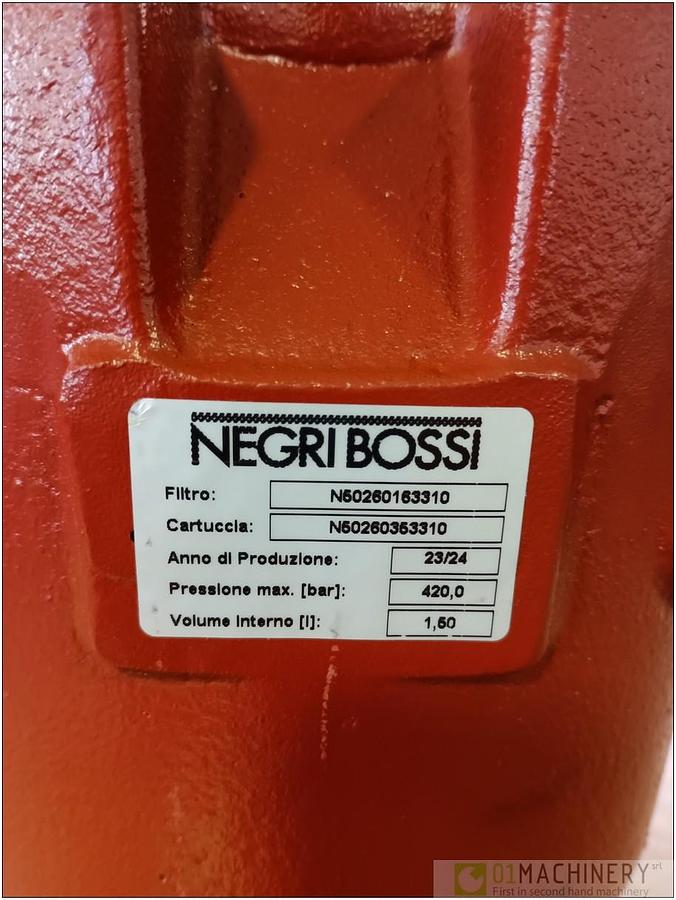 NEGRI BOSSI
Filtro: N50260163310
Cartuccia: N50260353310
Anno di Produzione: 23/24
Pressione max. [bar]: 420,0
Volume Interno [l]: 1,50
01MACHINERY srl
First in second hand machinery